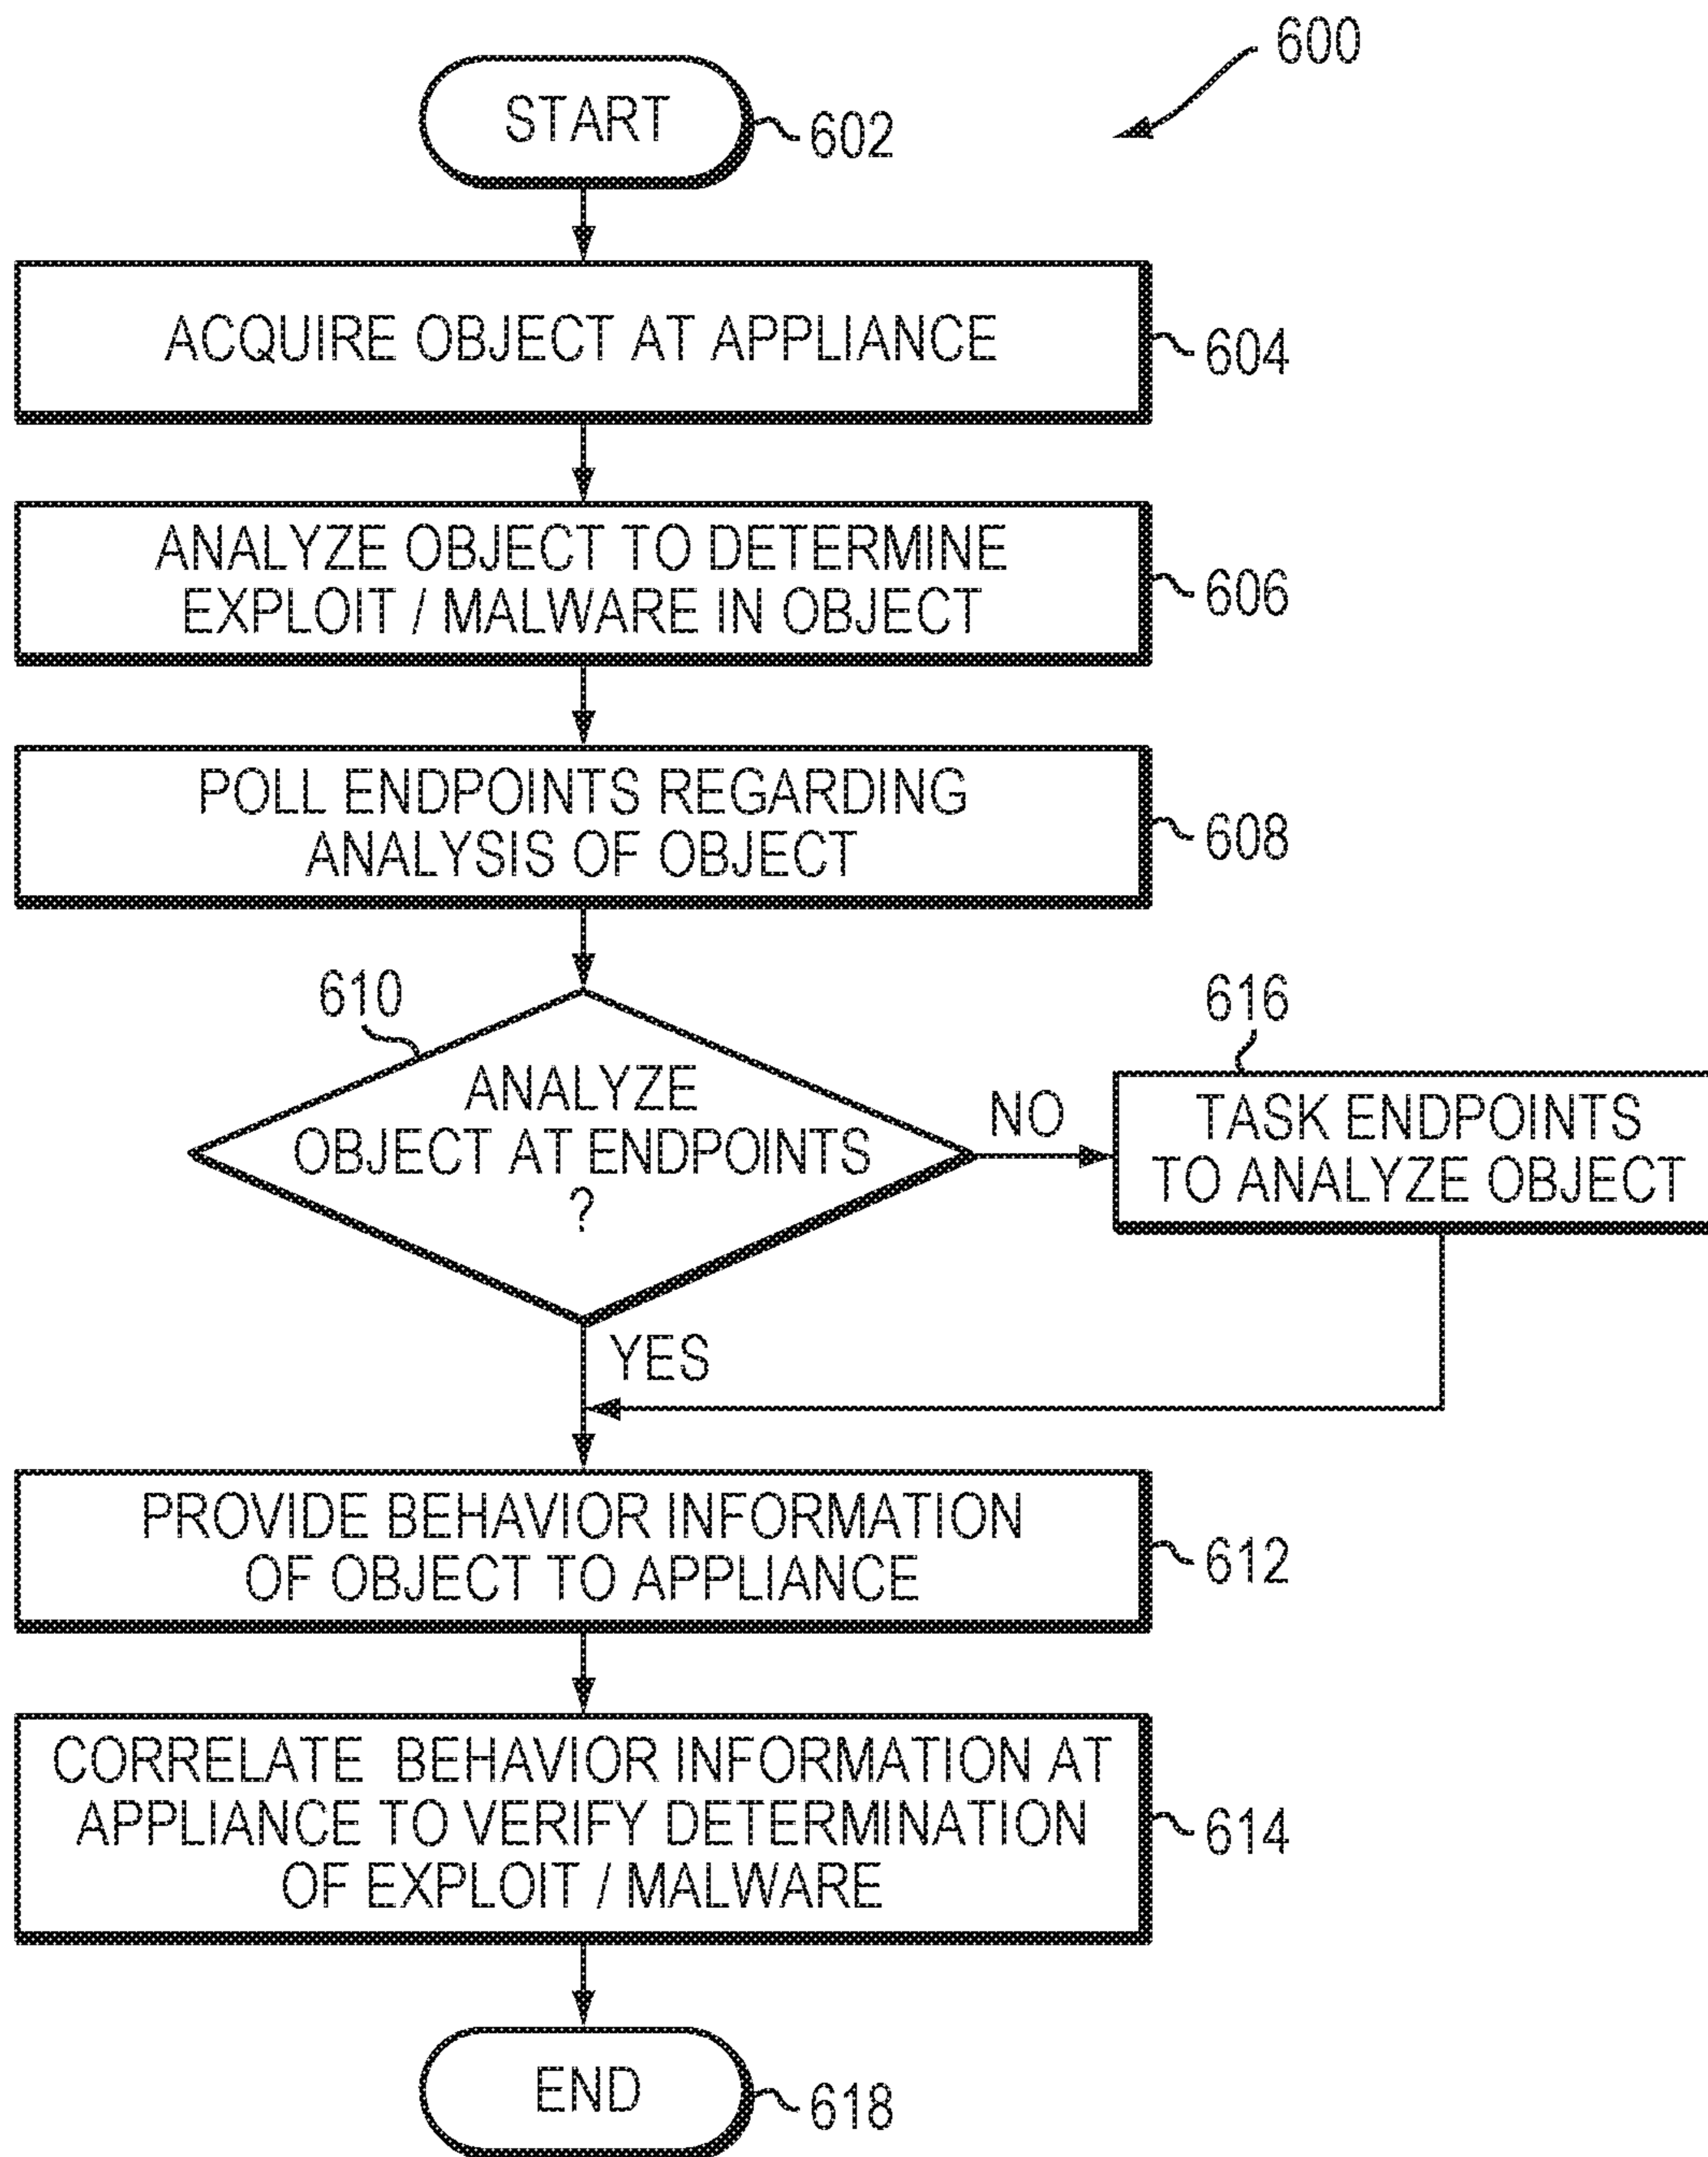 600
START
602
ACQUIRE OBJECT AT APPLIANCE
604
ANALYZE OBJECT TO DETERMINE
EXPLOIT / MALWARE IN OBJECT
606
POLL ENDPOINTS REGARDING
ANALYSIS OF OBJECT
608
610
ANALYZE
OBJECT AT ENDPOINTS
?
NO
616
TASK ENDPOINTS
TO ANALYZE OBJECT
YES
PROVIDE BEHAVIOR INFORMATION
OF OBJECT TO APPLIANCE
612
CORRELATE BEHAVIOR INFORMATION AT
APPLIANCE TO VERIFY DETERMINATION
OF EXPLOIT / MALWARE
614
END
618